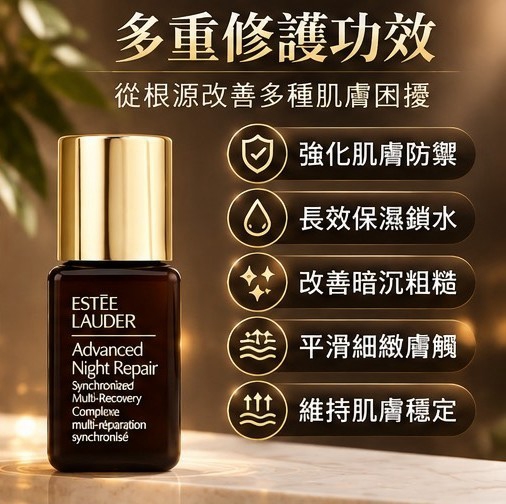 多重修護功效
從根源改善多種肌膚困擾
強化肌膚防禦
長效保濕鎖水
改善暗沉粗糙
平滑細緻膚觸
維持肌膚穩定
ESTĒE
LAUDER
Advanced
Night Repair
Synchronized
Multi-Recovery
Complexe
multi-réparation
synchronisé